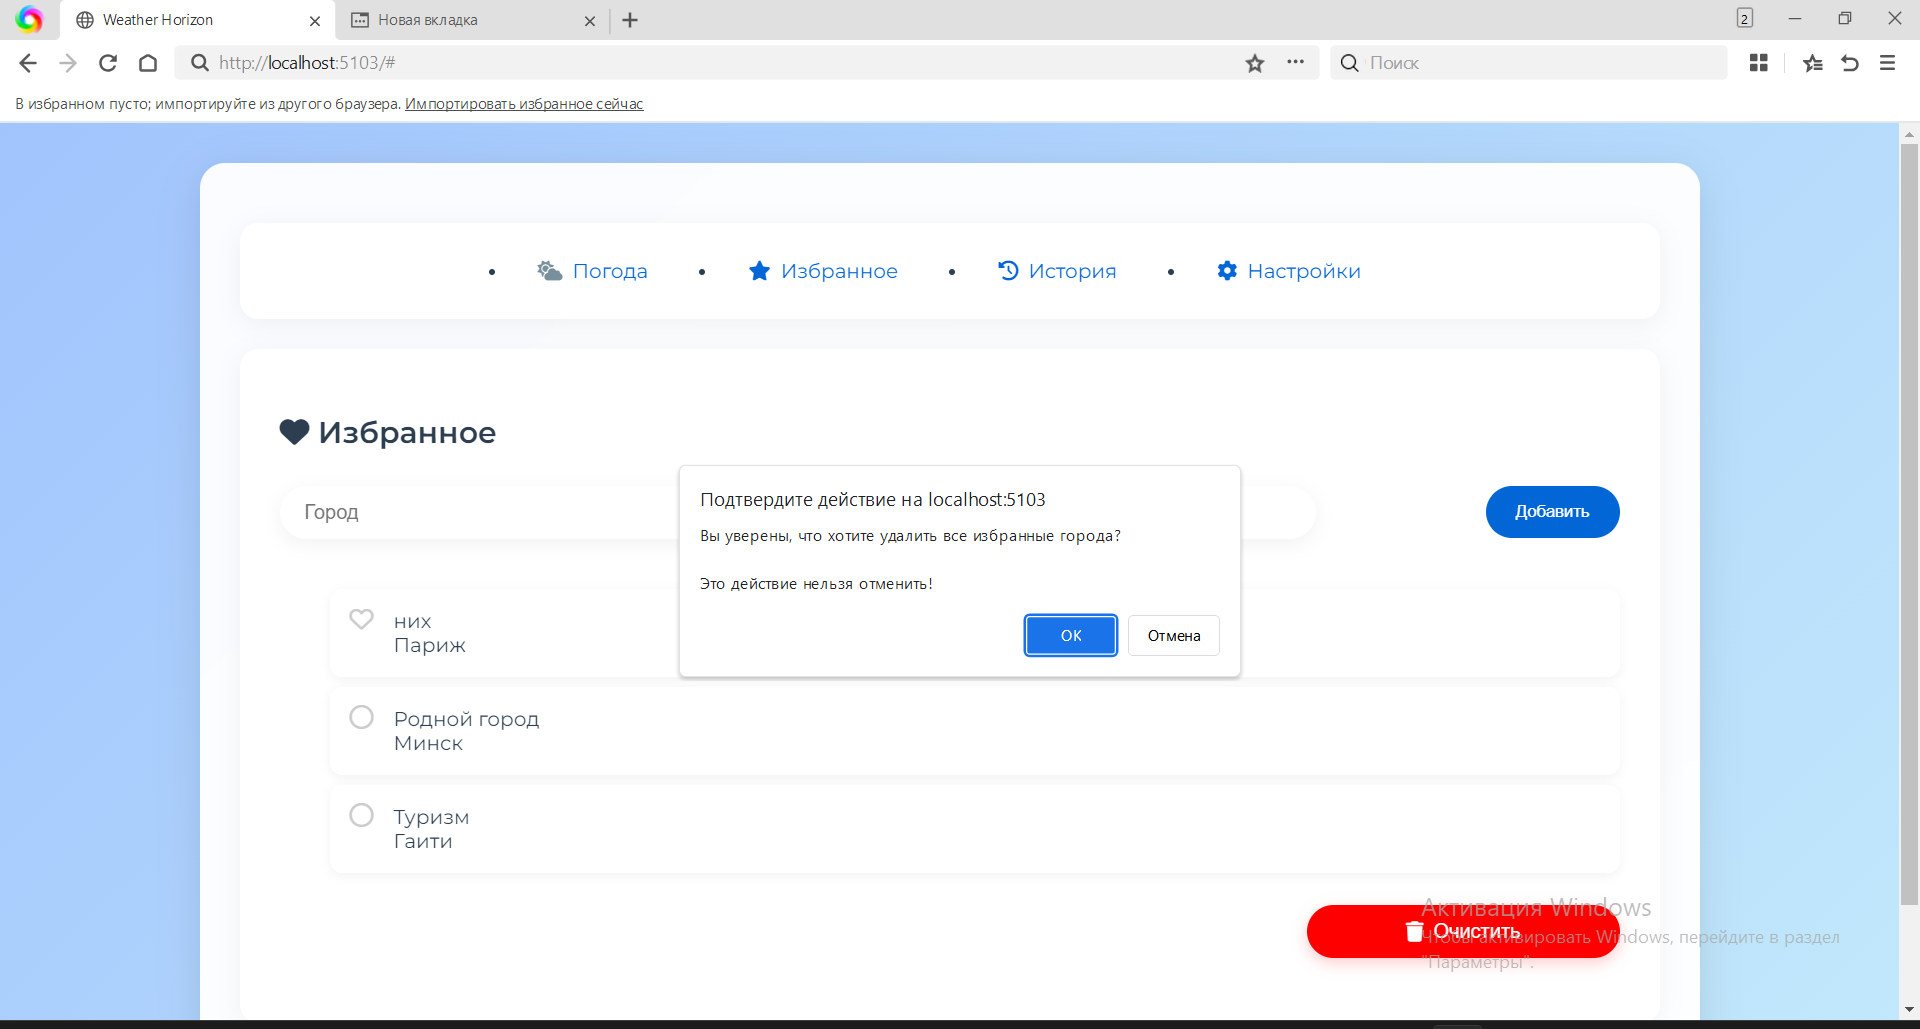 Weather Horizon
Новая вкладка
2
http://localhost:5103/#
Поиск
В избранном пусто; импортируйте из другого браузера. Импортировать избранное сейчас
Погода
Избранное
История
Настройки
Избранное
Город
Добавить
Подтвердите действие на localhost:5103
Вы уверены, что хотите удалить все избранные города?
Это действие нельзя отменить!
OK
Отмена
них
Париж
Родной город
Минск
Туризм
Гаити
Очистить
Активация Windows
Чтобы активировать Windows, перейдите в раздел
"Параметры".